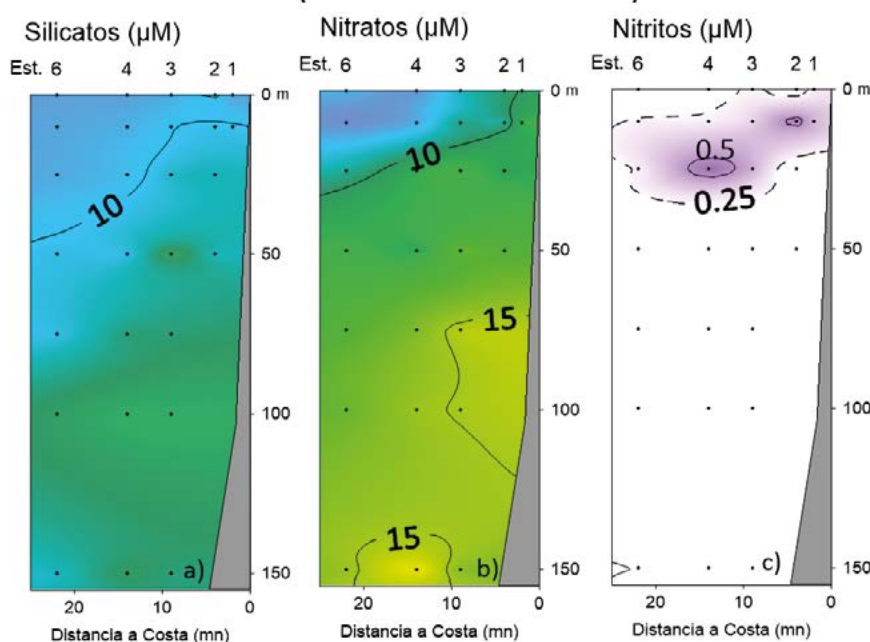 Silicatos (µM)
Est. 6 4 3 2 1
0 m
10
50
100
150
a)
20 10 0
Distancia a Costa (mn)
Nitratos (µM)
Est. 6 4 3 2 1
0 m
10
50
15
100
15
150
b)
20 10 0
Distancia a Costa (mn)
Nitritos (µM)
Est. 6 4 3 2 1
0 m
0.5
0.25
50
100
150
c)
20 10 0
Distancia a Costa (mn)